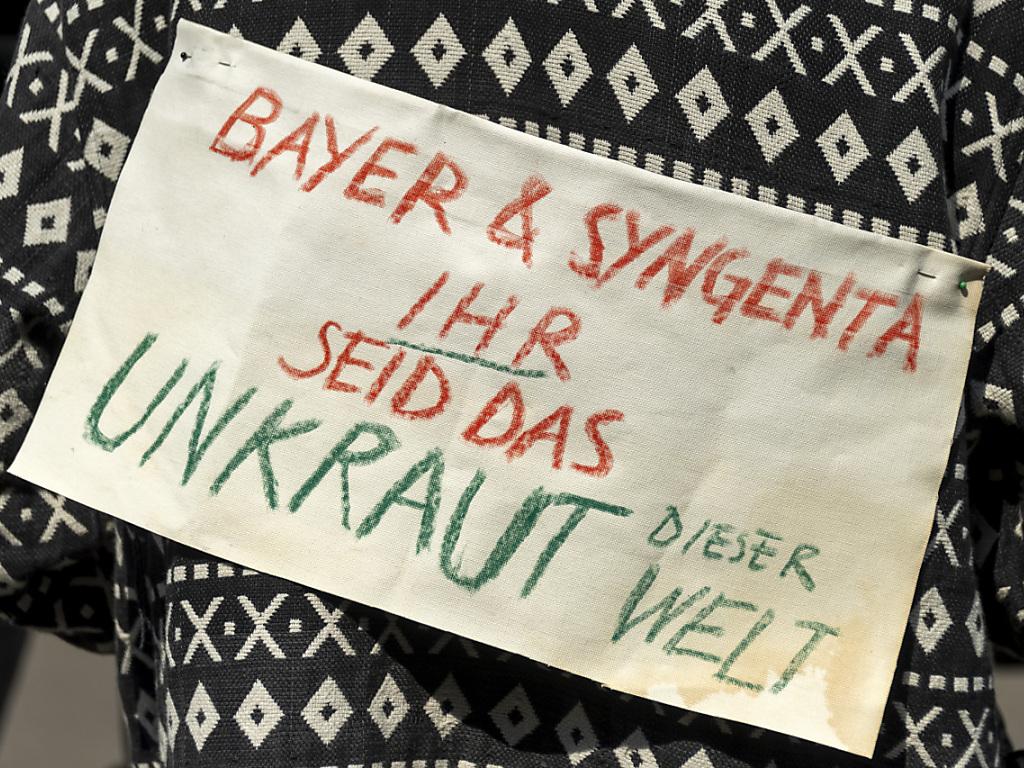 BAYER & SYNGENTA
IHR
SEID DAS
UNKRAUT DIESER
WELT